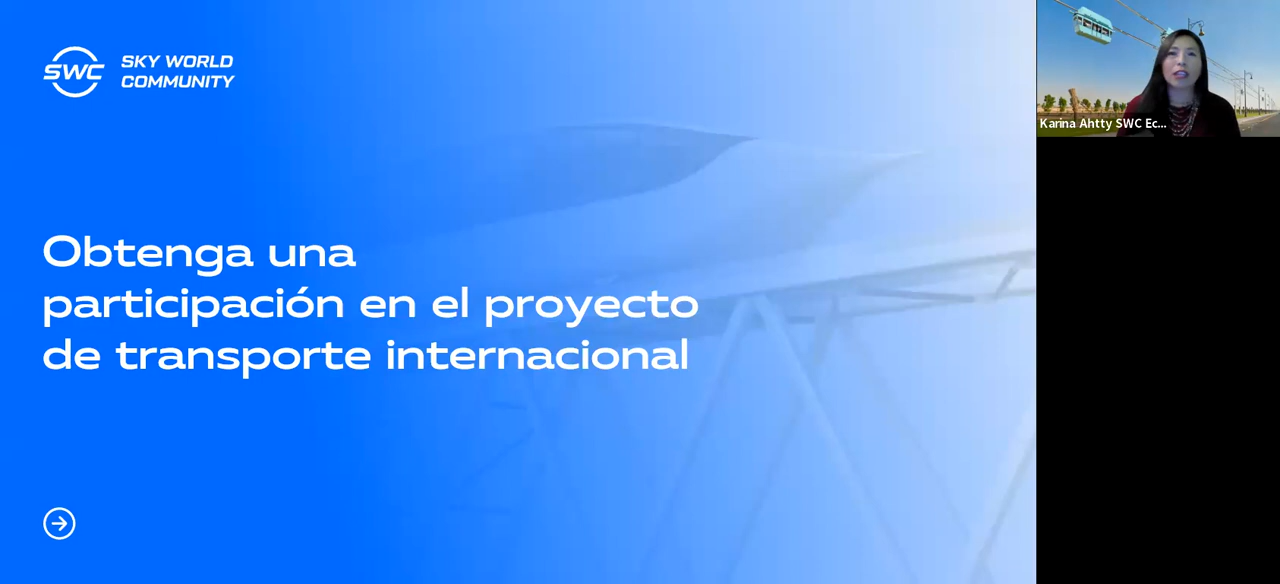 SWC
SKY WORLD
COMMUNITY
Obtenga una
participación en el proyecto
de transporte internacional
Karina Ahtty SWC Ec...